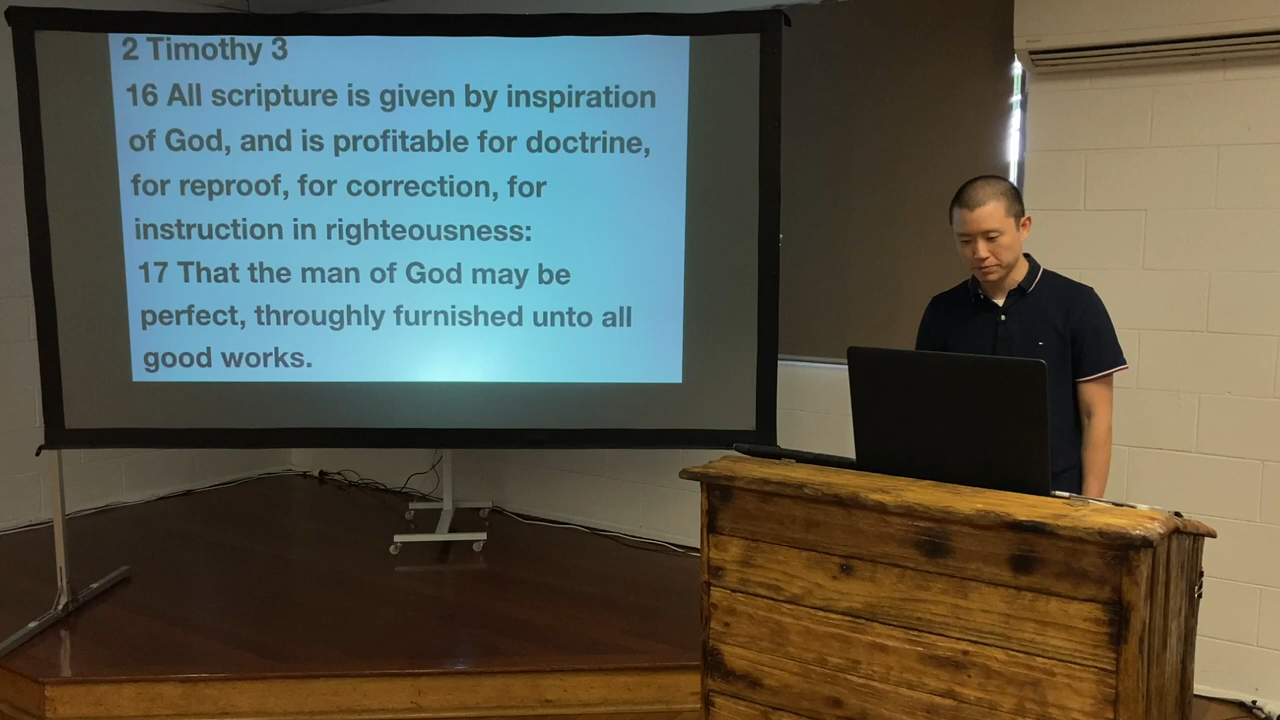 2 Timothy 3
16 All scripture is given by inspiration
of God, and is profitable for doctrine,
for reproof, for correction, for
instruction in righteousness:
17 That the man of God may be
perfect, throughly furnished unto all
good works.